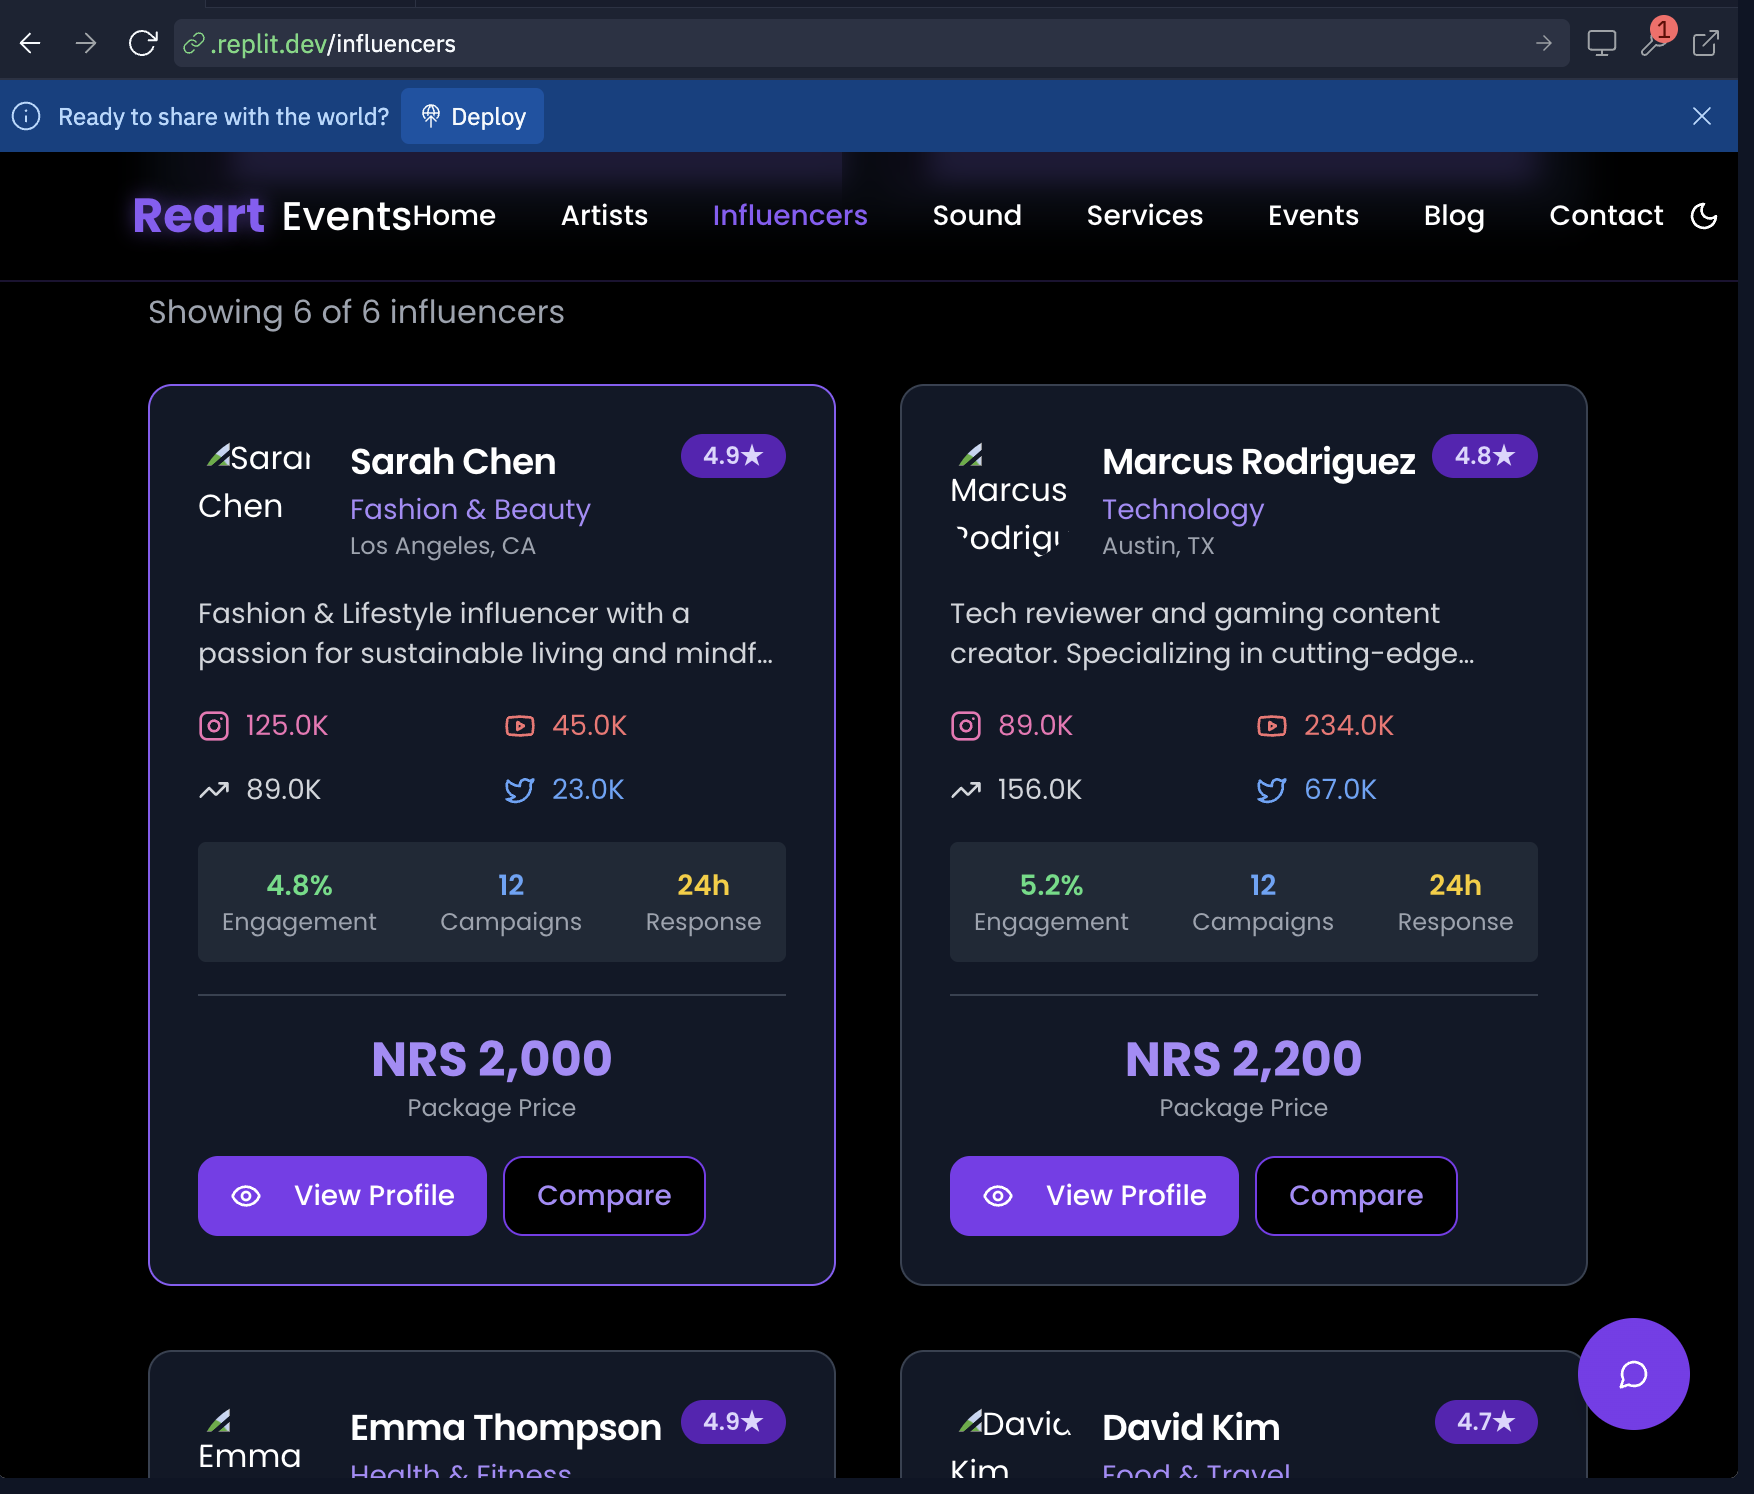 .replit.dev/influencers
1
Ready to share with the world?
Deploy
Reart Events
Home
Artists
Influencers
Sound
Services
Events
Blog
Contact
Showing 6 of 6 influencers
Sarah Chen
Sarah Chen
4.9★
Fashion & Beauty
Los Angeles, CA
Fashion & Lifestyle influencer with a
passion for sustainable living and mindf...
125.0K
45.0K
89.0K
23.0K
4.8%
Engagement
12
Campaigns
24h
Response
NRS 2,000
Package Price
View Profile
Compare
Marcus
Rodrigu
Marcus Rodriguez
4.8★
Technology
Austin, TX
Tech reviewer and gaming content
creator. Specializing in cutting-edge...
89.0K
234.0K
156.0K
67.0K
5.2%
Engagement
12
Campaigns
24h
Response
NRS 2,200
Package Price
View Profile
Compare
Emma
Emma Thompson
4.9★
Health & Fitness
David
Kim
David Kim
4.7★
Food & Travel